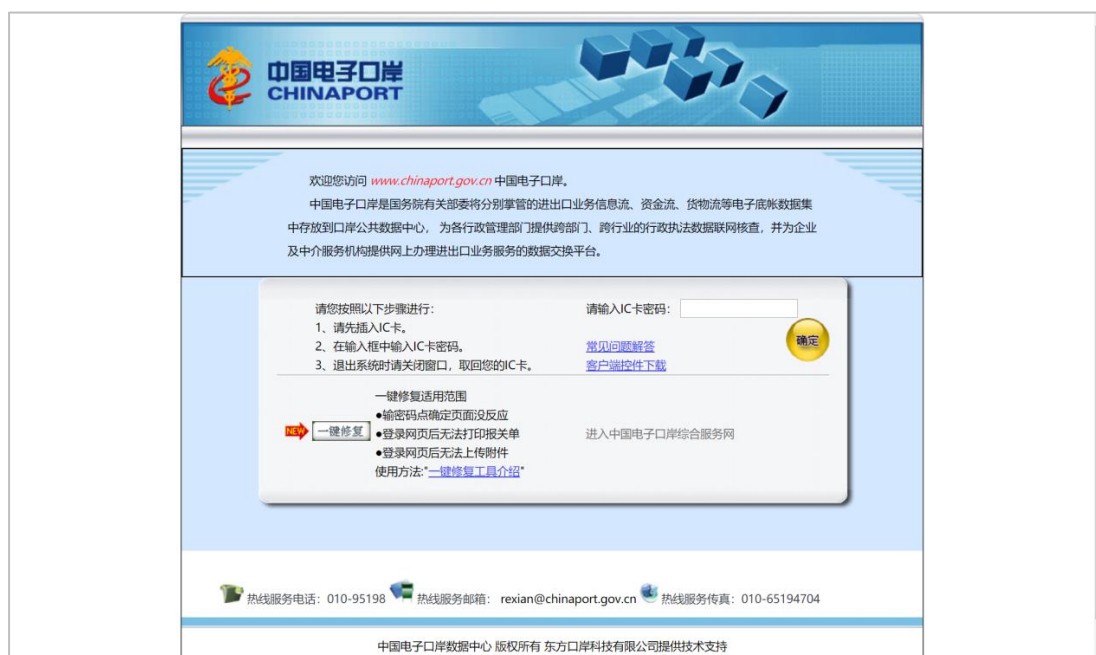 中国电子口岸
CHINAPORT
欢迎您访问 www.chinaport.gov.cn 中国电子口岸。
中国电子口岸是国务院有关部委将分别掌管的进出口业务信息流、资金流、货物流等电子底帐数据集
中存放到口岸公共数据中心， 为各行政管理部门提供跨部门、跨行业的行政执法数据联网核查，并为企业
及中介服务机构提供网上办理进出口业务服务的数据交换平台。
请您按照以下步骤进行：
1、请先插入IC卡。
2、在输入框中输入IC卡密码。
3、退出系统时请关闭窗口，取回您的IC卡。
请输入IC卡密码：
确定
常见问题解答
客户端控件下载
一键修复适用范围
●输密码点确定页面没反应
NEW 一键修复 ●登录网页后无法打印报关单
●登录网页后无法上传附件
使用方法:"一键修复工具介绍"
进入中国电子口岸综合服务网
热线服务电话：010-95198 热线服务邮箱： rexian@chinaport.gov.cn 热线服务传真：010-65194704
中国电子口岸数据中心 版权所有 东方口岸科技有限公司提供技术支持